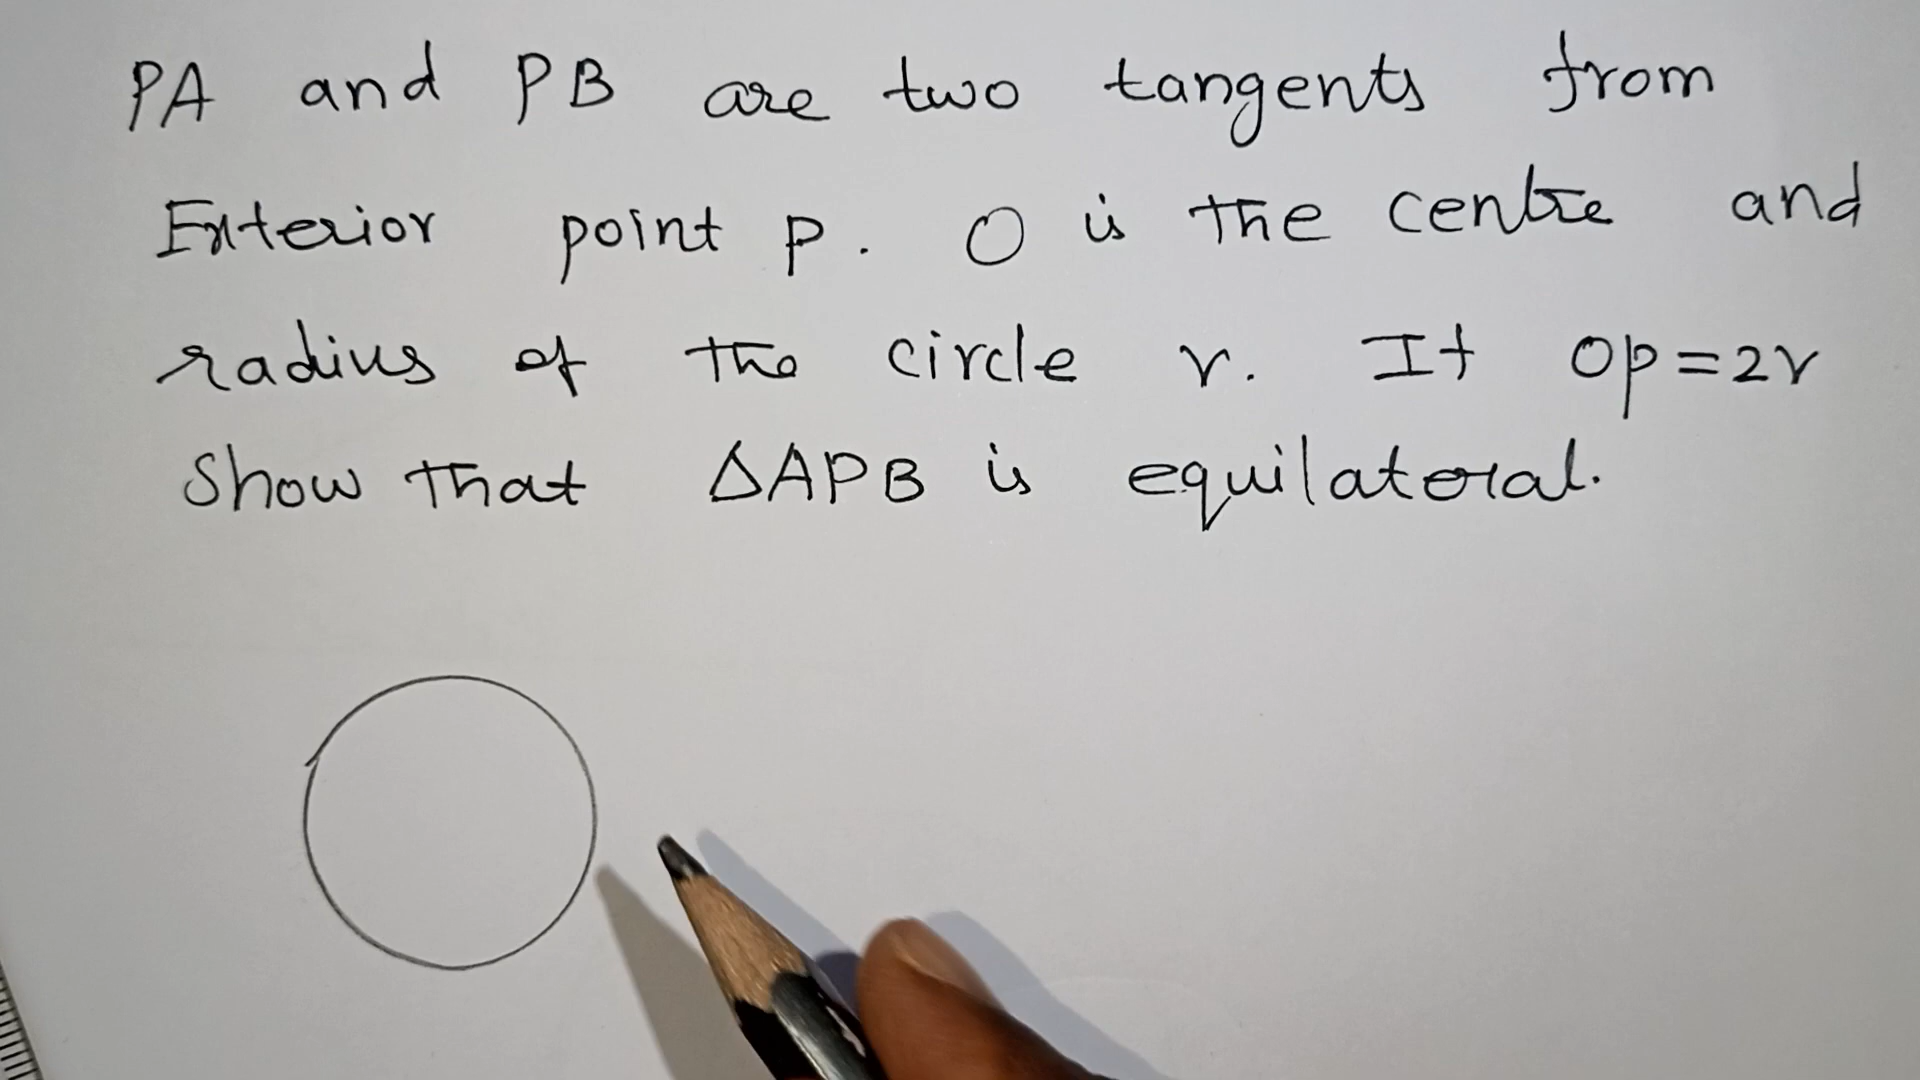 PA and PB are two tangents from
Exterior point P. O is the centre and
radius of the circle r. If OP=2r
Show that ΔAPB is equilateral.